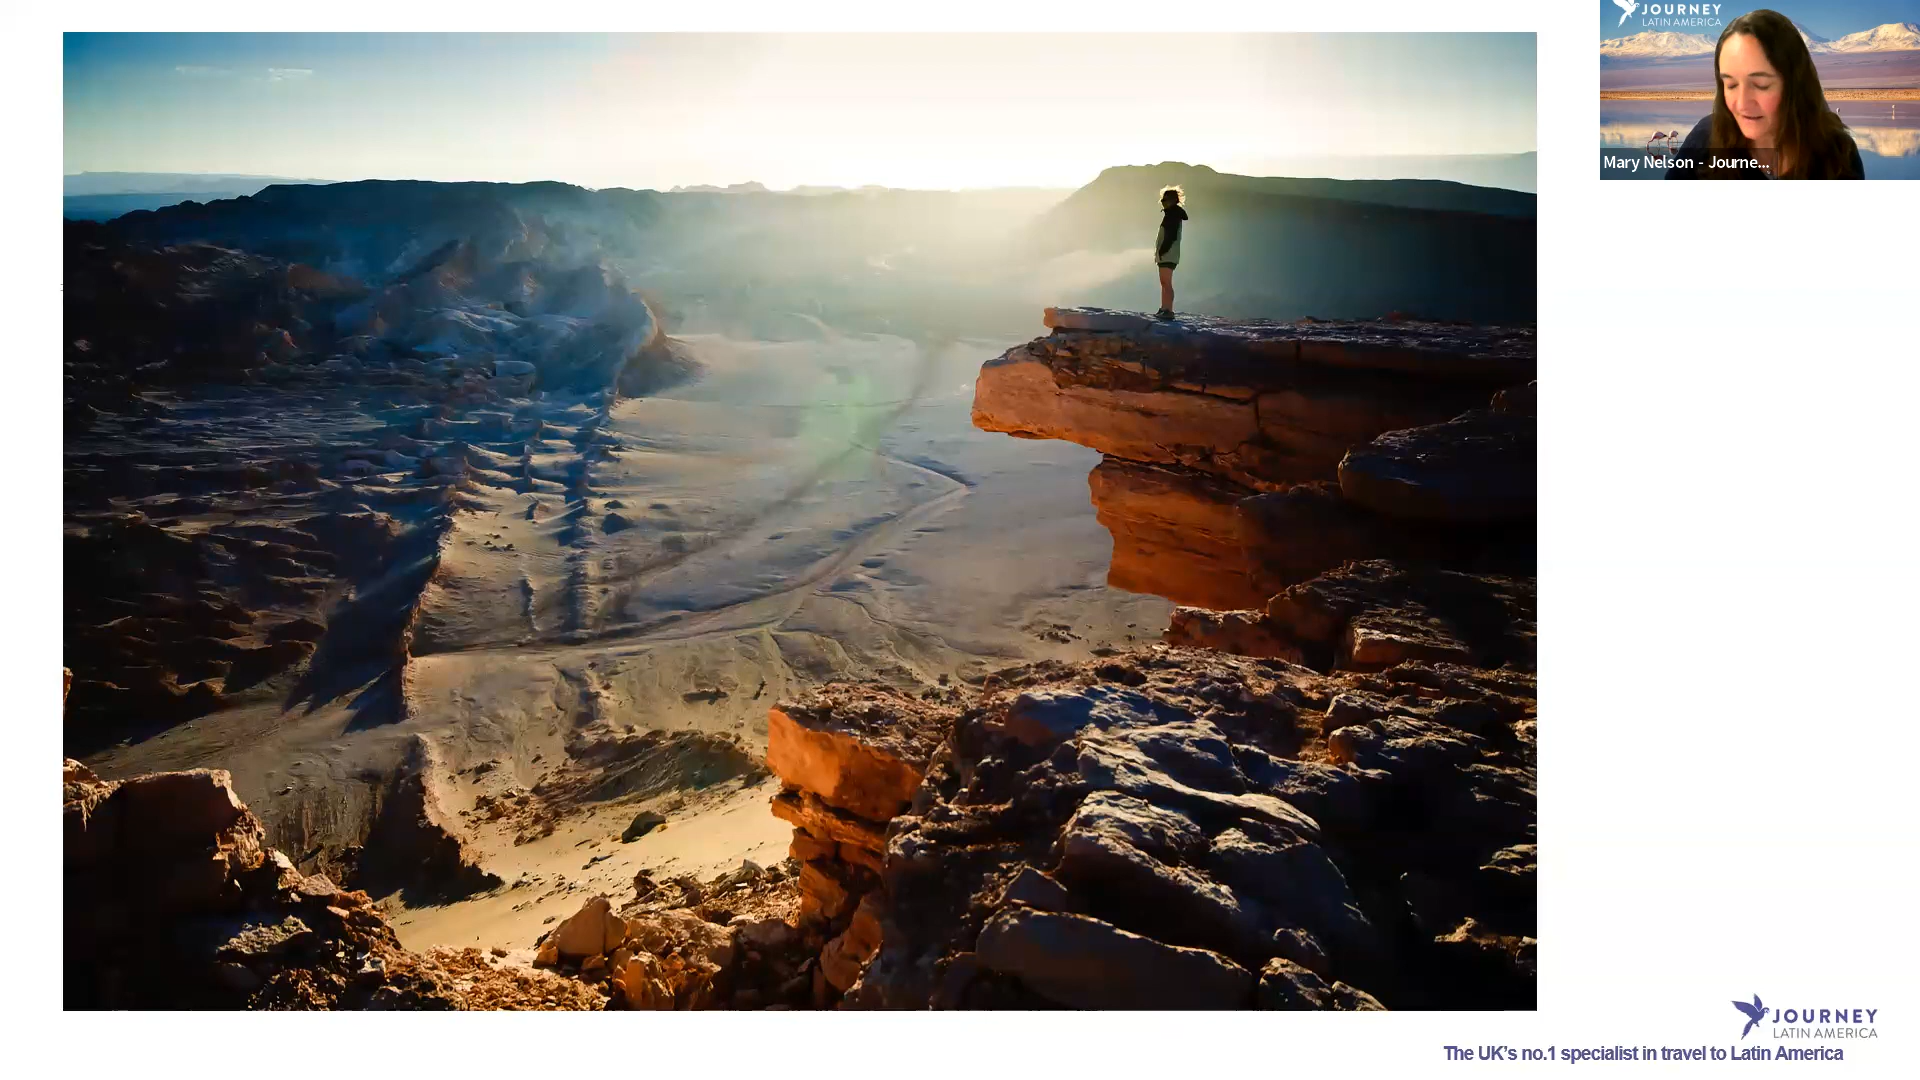 JOURNEY
LATIN AMERICA
Mary Nelson - Journe...
JOURNEY
LATIN AMERICA
The UK's no.1 specialist in travel to Latin America